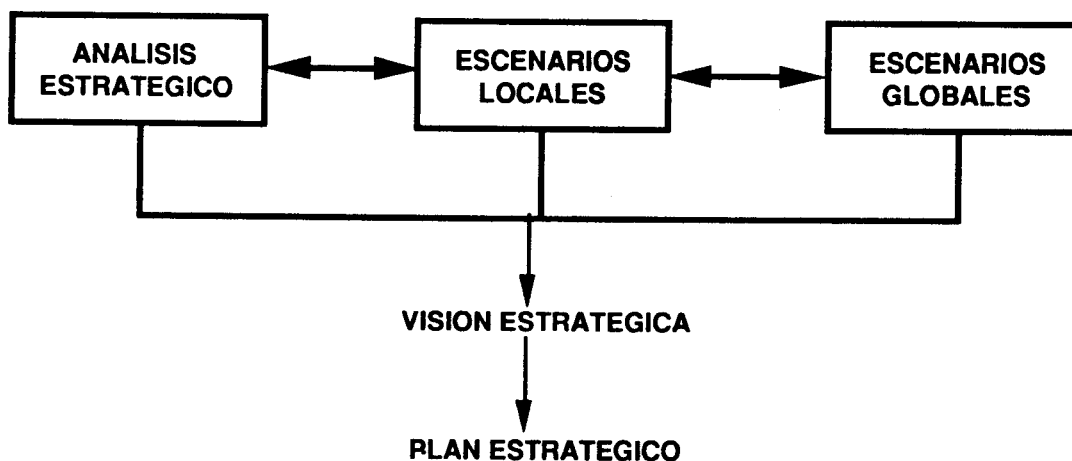 ANALISIS
ESTRATEGICO
ESCENARIOS
LOCALES
ESCENARIOS
GLOBALES
VISION ESTRATEGICA
PLAN ESTRATEGICO